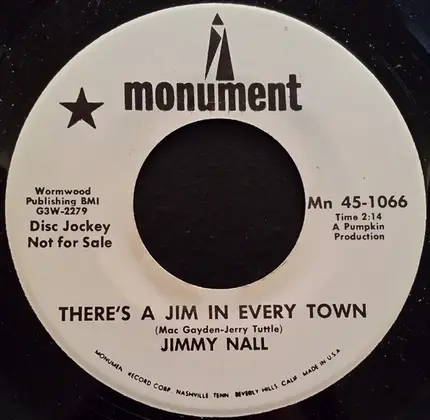 monument
Wormwood
Publishing BMI
G3W-2279
Disc Jockey
Not for Sale
Mn 45-1066
Time 2:14
A Pumpkin
Production
THERE'S A JIM IN EVERY TOWN
(Mac Gayden-Jerry Tuttle)
JIMMY NALL
MONUMEN RECORD CORP. NASHVILLE TENN BEVERLY HILLS, CALIF MADE IN U.S.A.